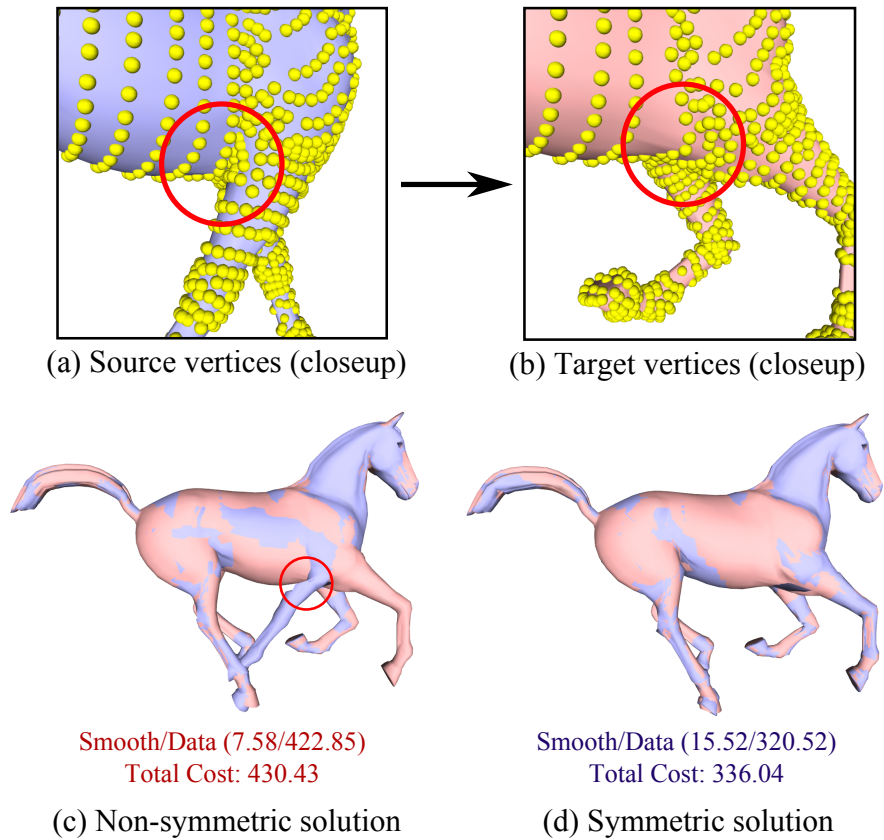 (a) Source vertices (closeup)
(b) Target vertices (closeup)
Smooth/Data (7.58/422.85)
Total Cost: 430.43
Smooth/Data (15.52/320.52)
Total Cost: 336.04
(c) Non-symmetric solution
(d) Symmetric solution